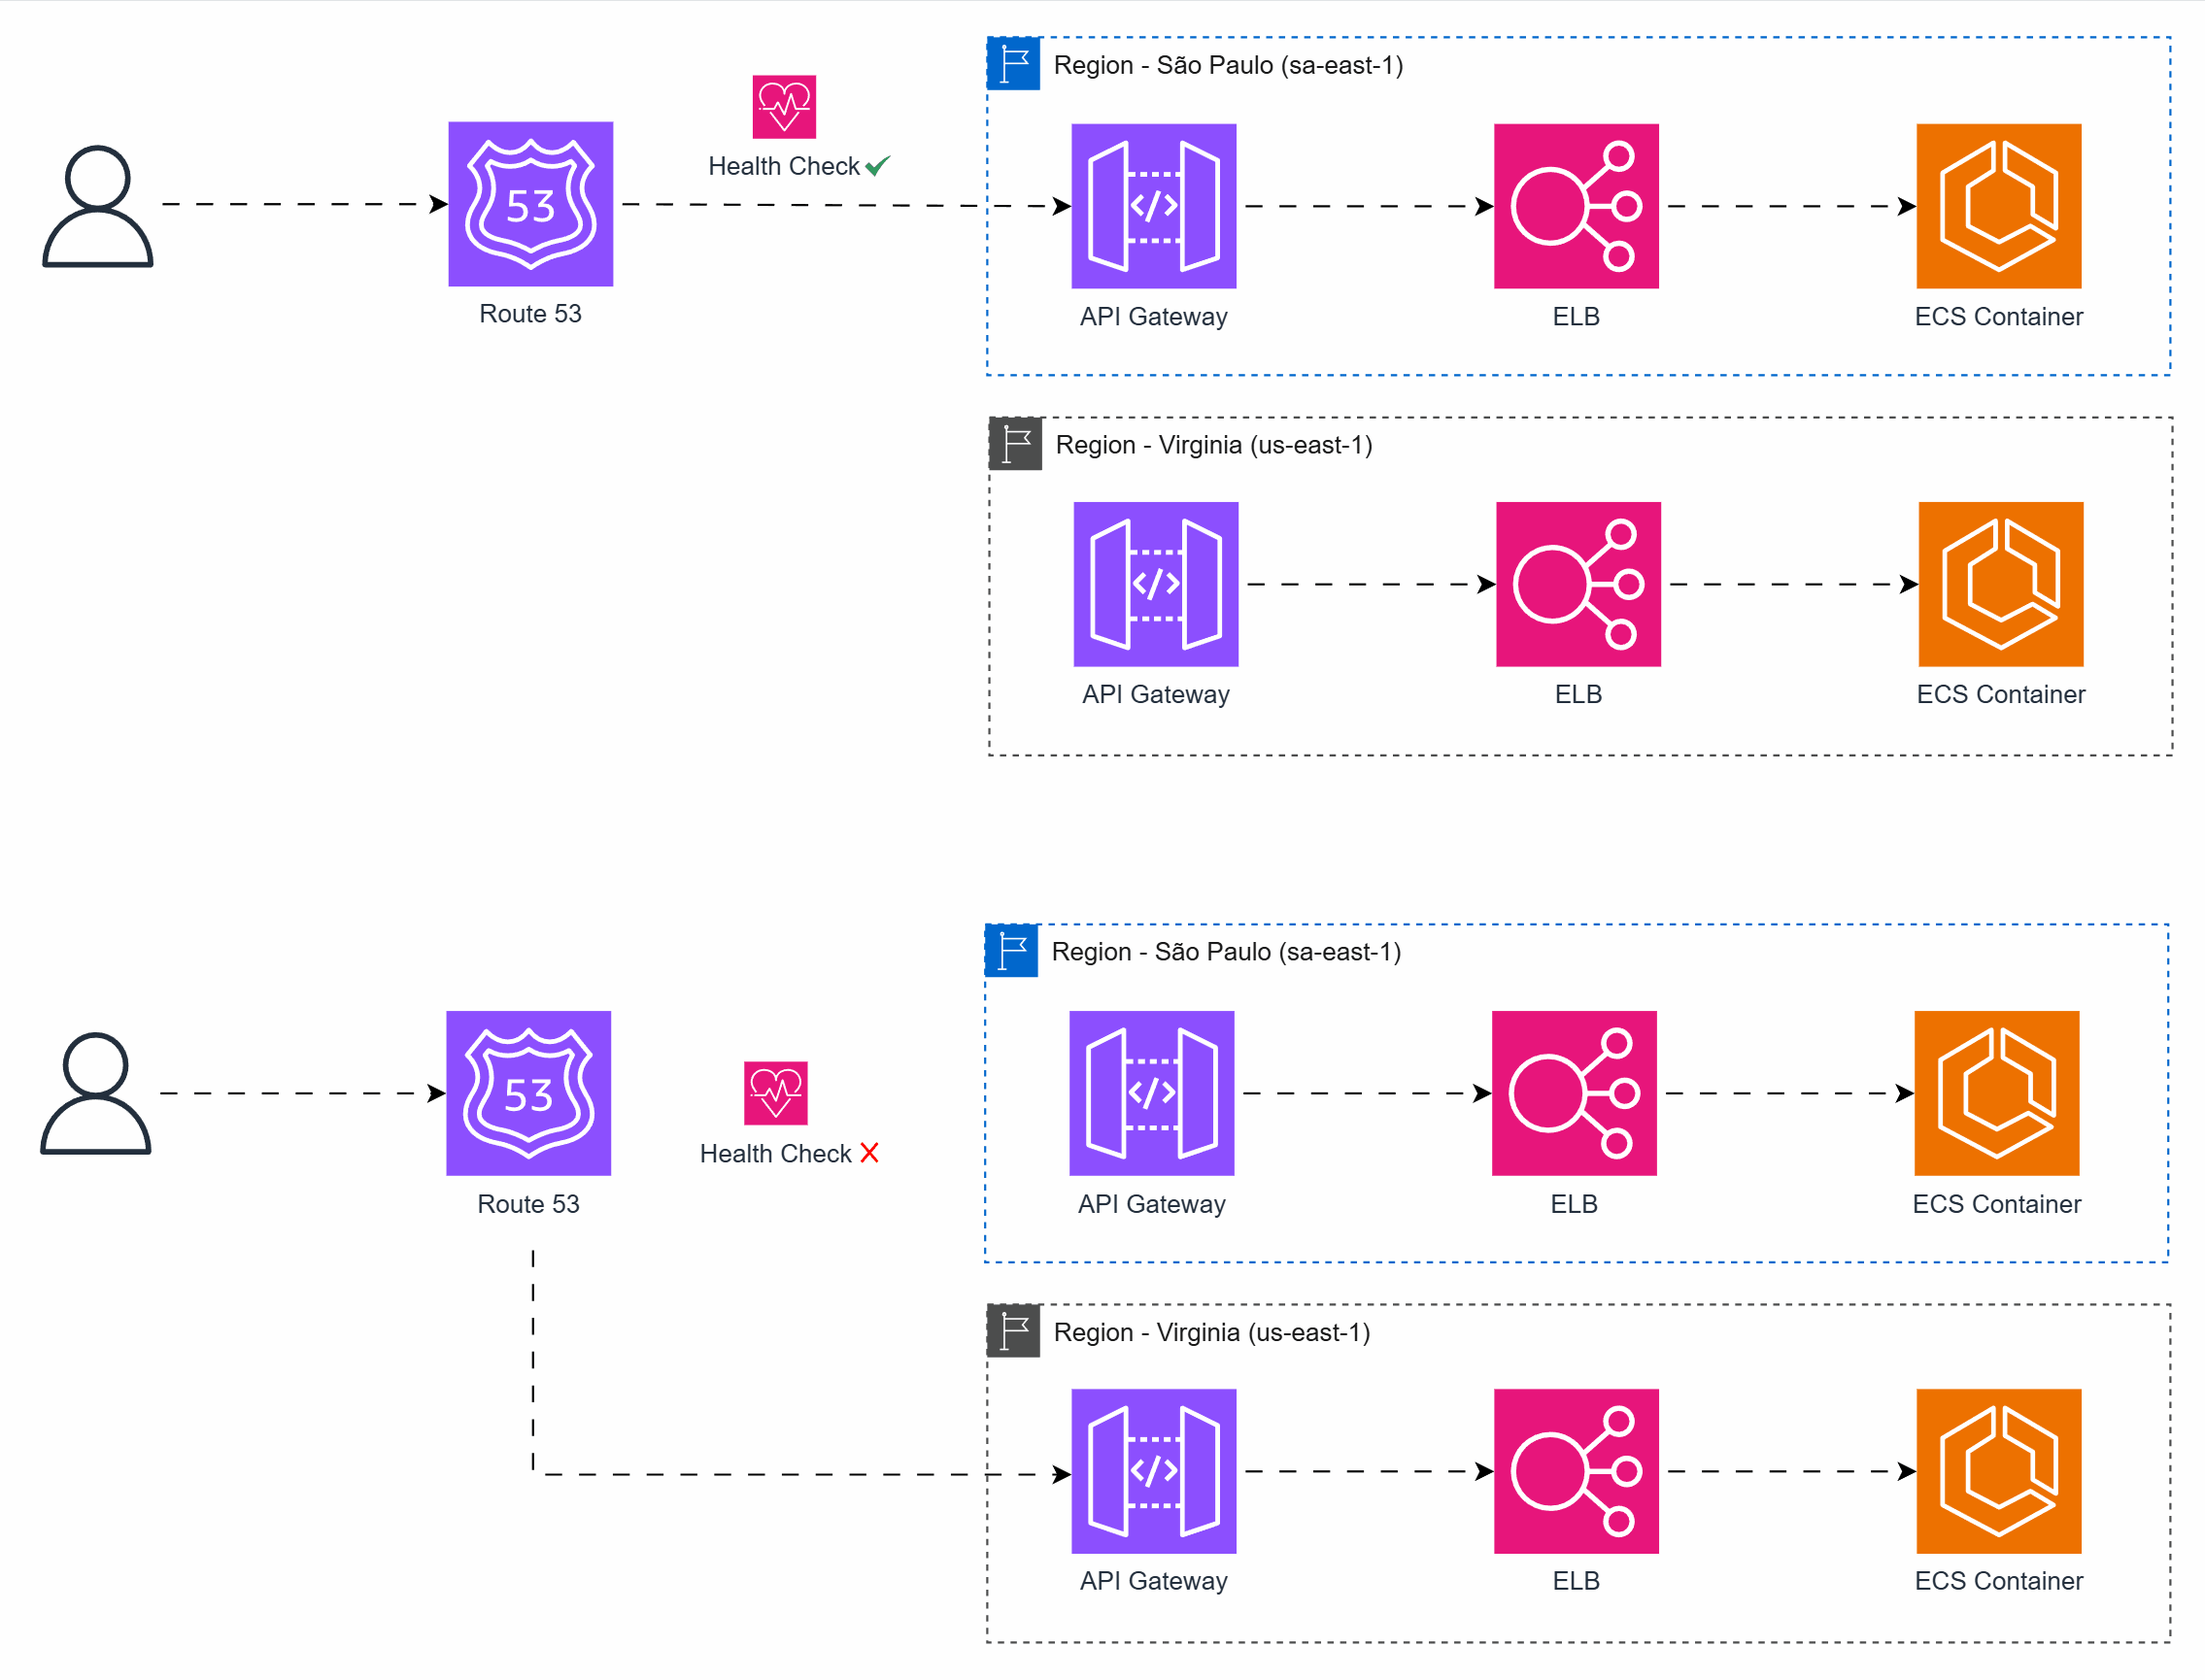 Region - São Paulo (sa-east-1)
Health Check
53
Route 53
API Gateway
ELB
ECS Container
Region - Virginia (us-east-1)
API Gateway
ELB
ECS Container
Region - São Paulo (sa-east-1)
53
Health Check
Route 53
API Gateway
ELB
ECS Container
Region - Virginia (us-east-1)
API Gateway
ELB
ECS Container